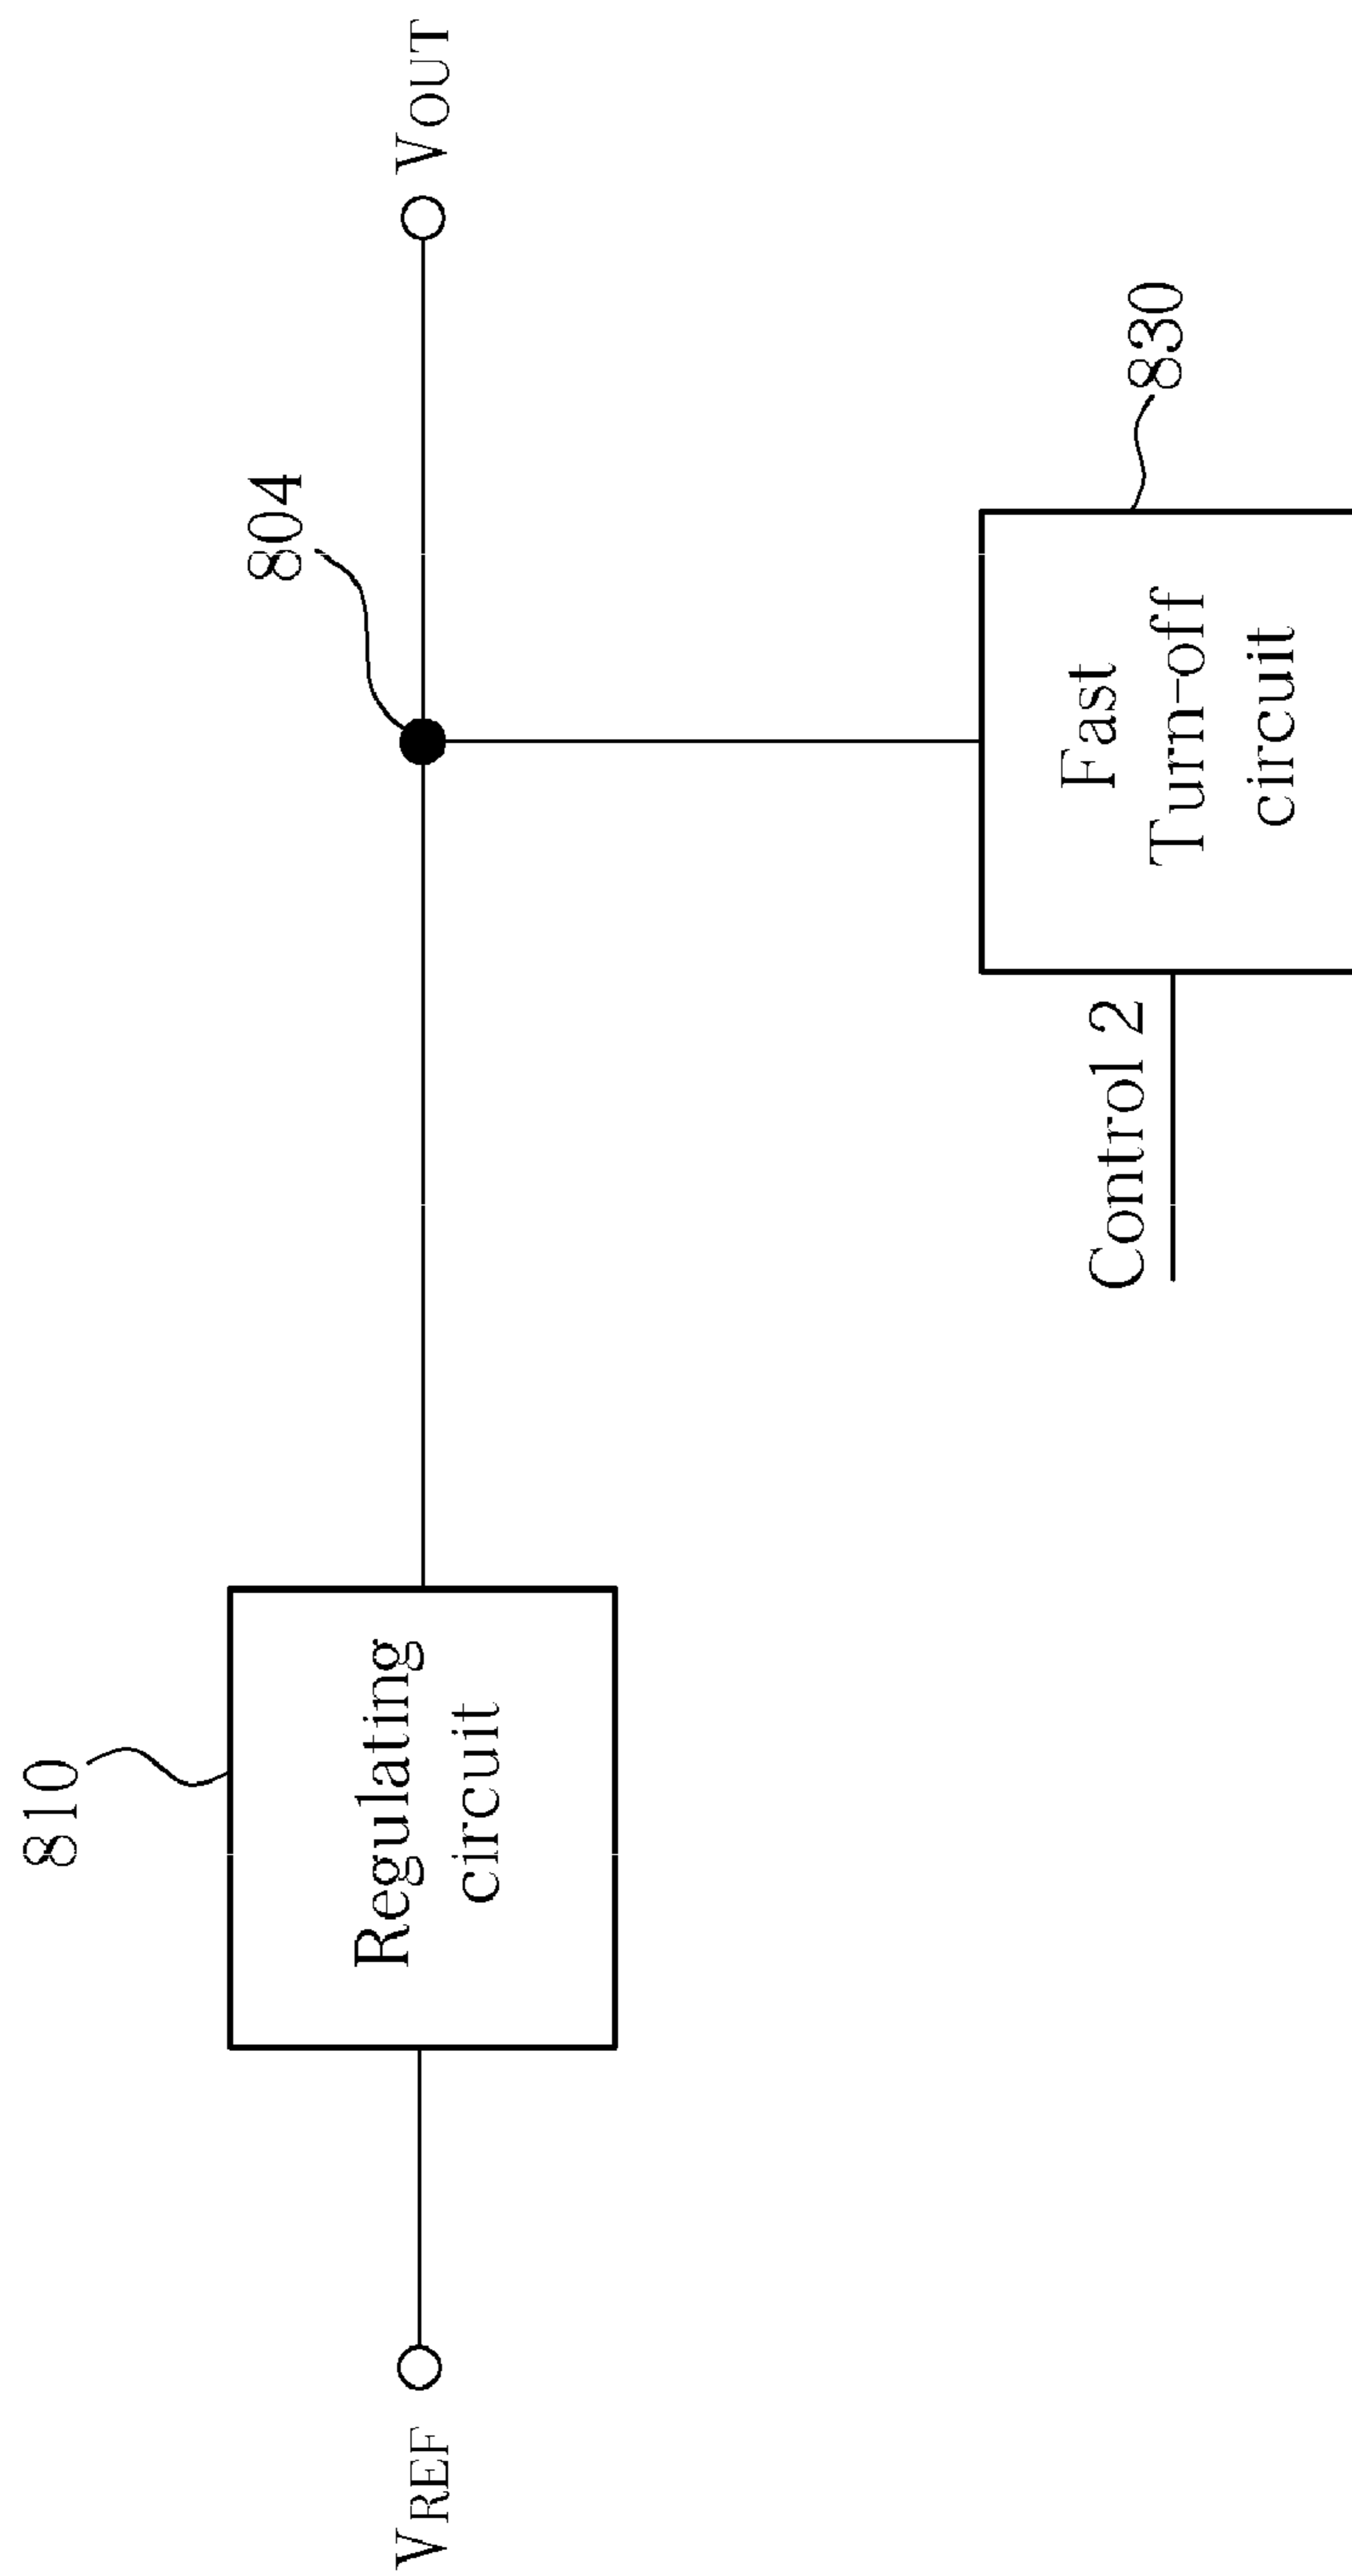 810
804
VREF
Regulating
circuit
VOUT
Control 2
Fast
Turn-off
circuit
830